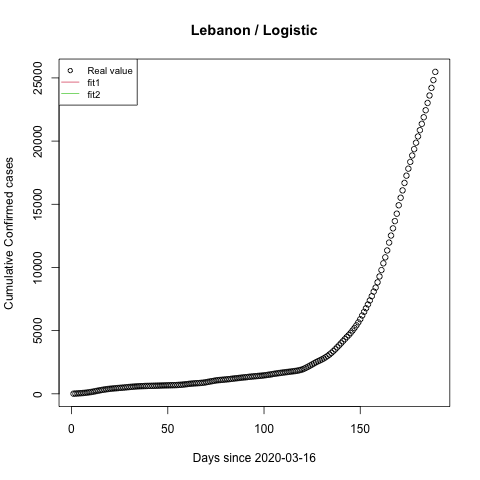 Lebanon / Logistic
Real value
fit1
fit2
Cumulative Confirmed cases
25000
20000
15000
10000
5000
0
0 50 100 150
Days since 2020-03-16